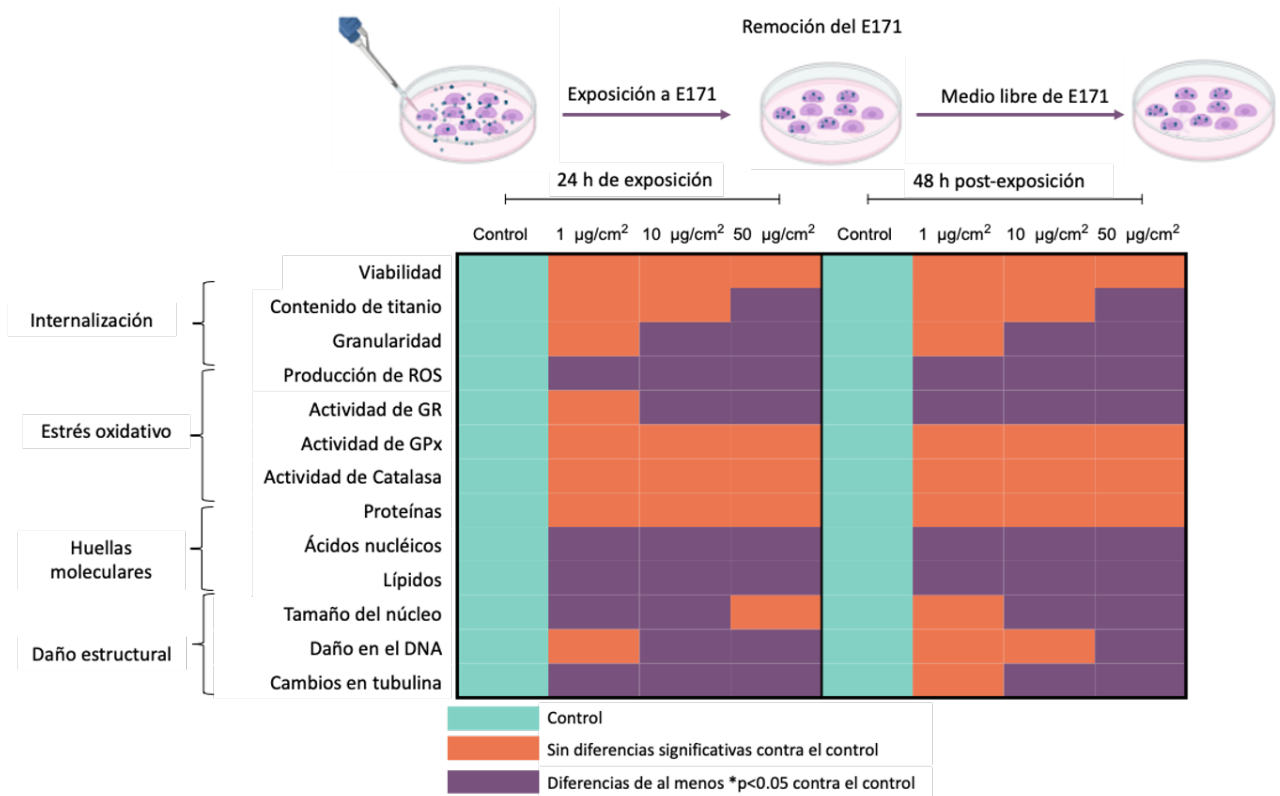 Remoción del E171
Exposición a E171
Medio libre de E171
24 h de exposición
48 h post-exposición
Control 1 µg/cm² 10 µg/cm² 50 µg/cm² Control 1 µg/cm² 10 µg/cm² 50 µg/cm²
Viabilidad
Internalización
Contenido de titanio
Granularidad
Estrés oxidativo
Producción de ROS
Actividad de GR
Actividad de GPx
Actividad de Catalasa
Huellas
moleculares
Proteínas
Ácidos nucléicos
Lípidos
Daño estructural
Tamaño del núcleo
Daño en el DNA
Cambios en tubulina
Control
Sin diferencias significativas contra el control
Diferencias de al menos *p<0.05 contra el control